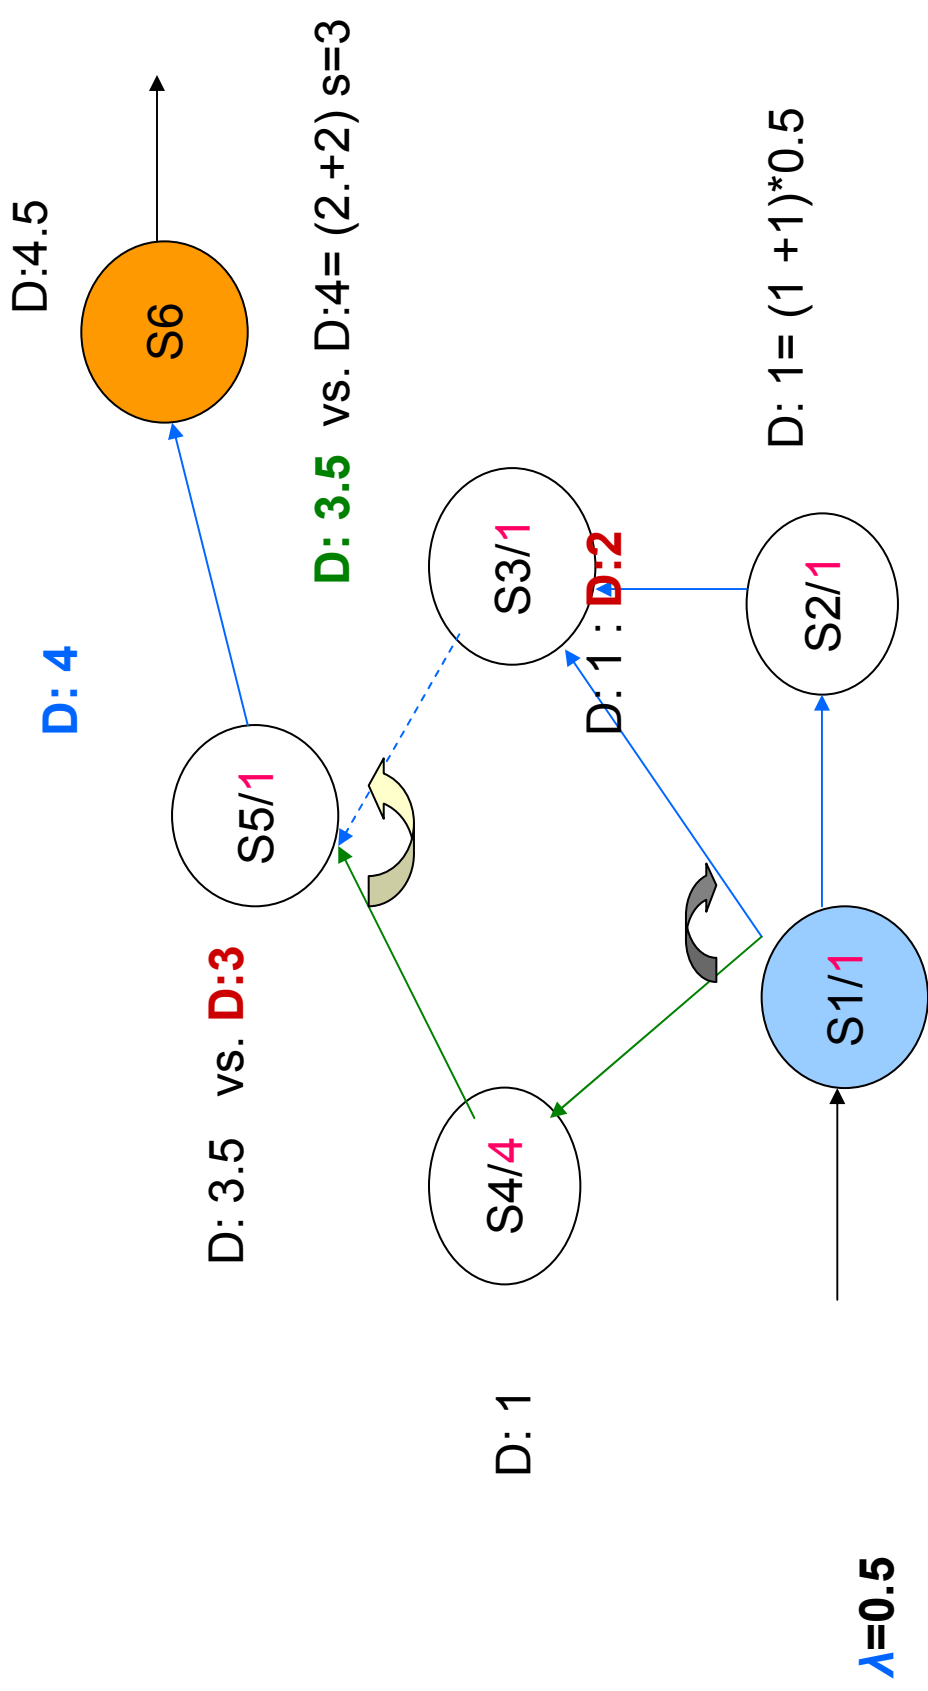 D:4.5
S6
D: 4
D: 3.5 vs. D:4= (2.+2) s=3
S5/1
D: 3.5 vs. D:3
S3/1
D: 1 : D:2
S4/4
D: 1
D: 1= (1 +1)*0.5
S2/1
S1/1
λ=0.5